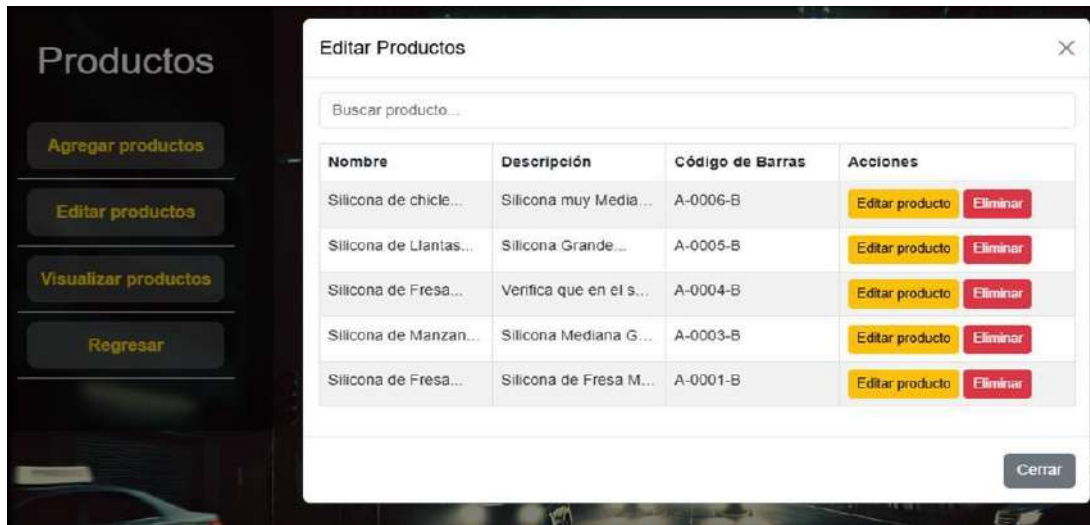 Productos
Agregar productos
Editar productos
Visualizar productos
Regresar
Editar Productos
Buscar producto...
Nombre Descripción Código de Barras Acciones
Silicona de chicle... Silicona muy Media... A-0006-B Editar producto Eliminar
Silicona de Llantas... Silicona Grande... A-0005-B Editar producto Eliminar
Silicona de Fresa... Verifica que en el s... A-0004-B Editar producto Eliminar
Silicona de Manzan... Silicona Mediana G... A-0003-B Editar producto Eliminar
Silicona de Fresa... Silicona de Fresa M... A-0001-B Editar producto Eliminar
Cerrar